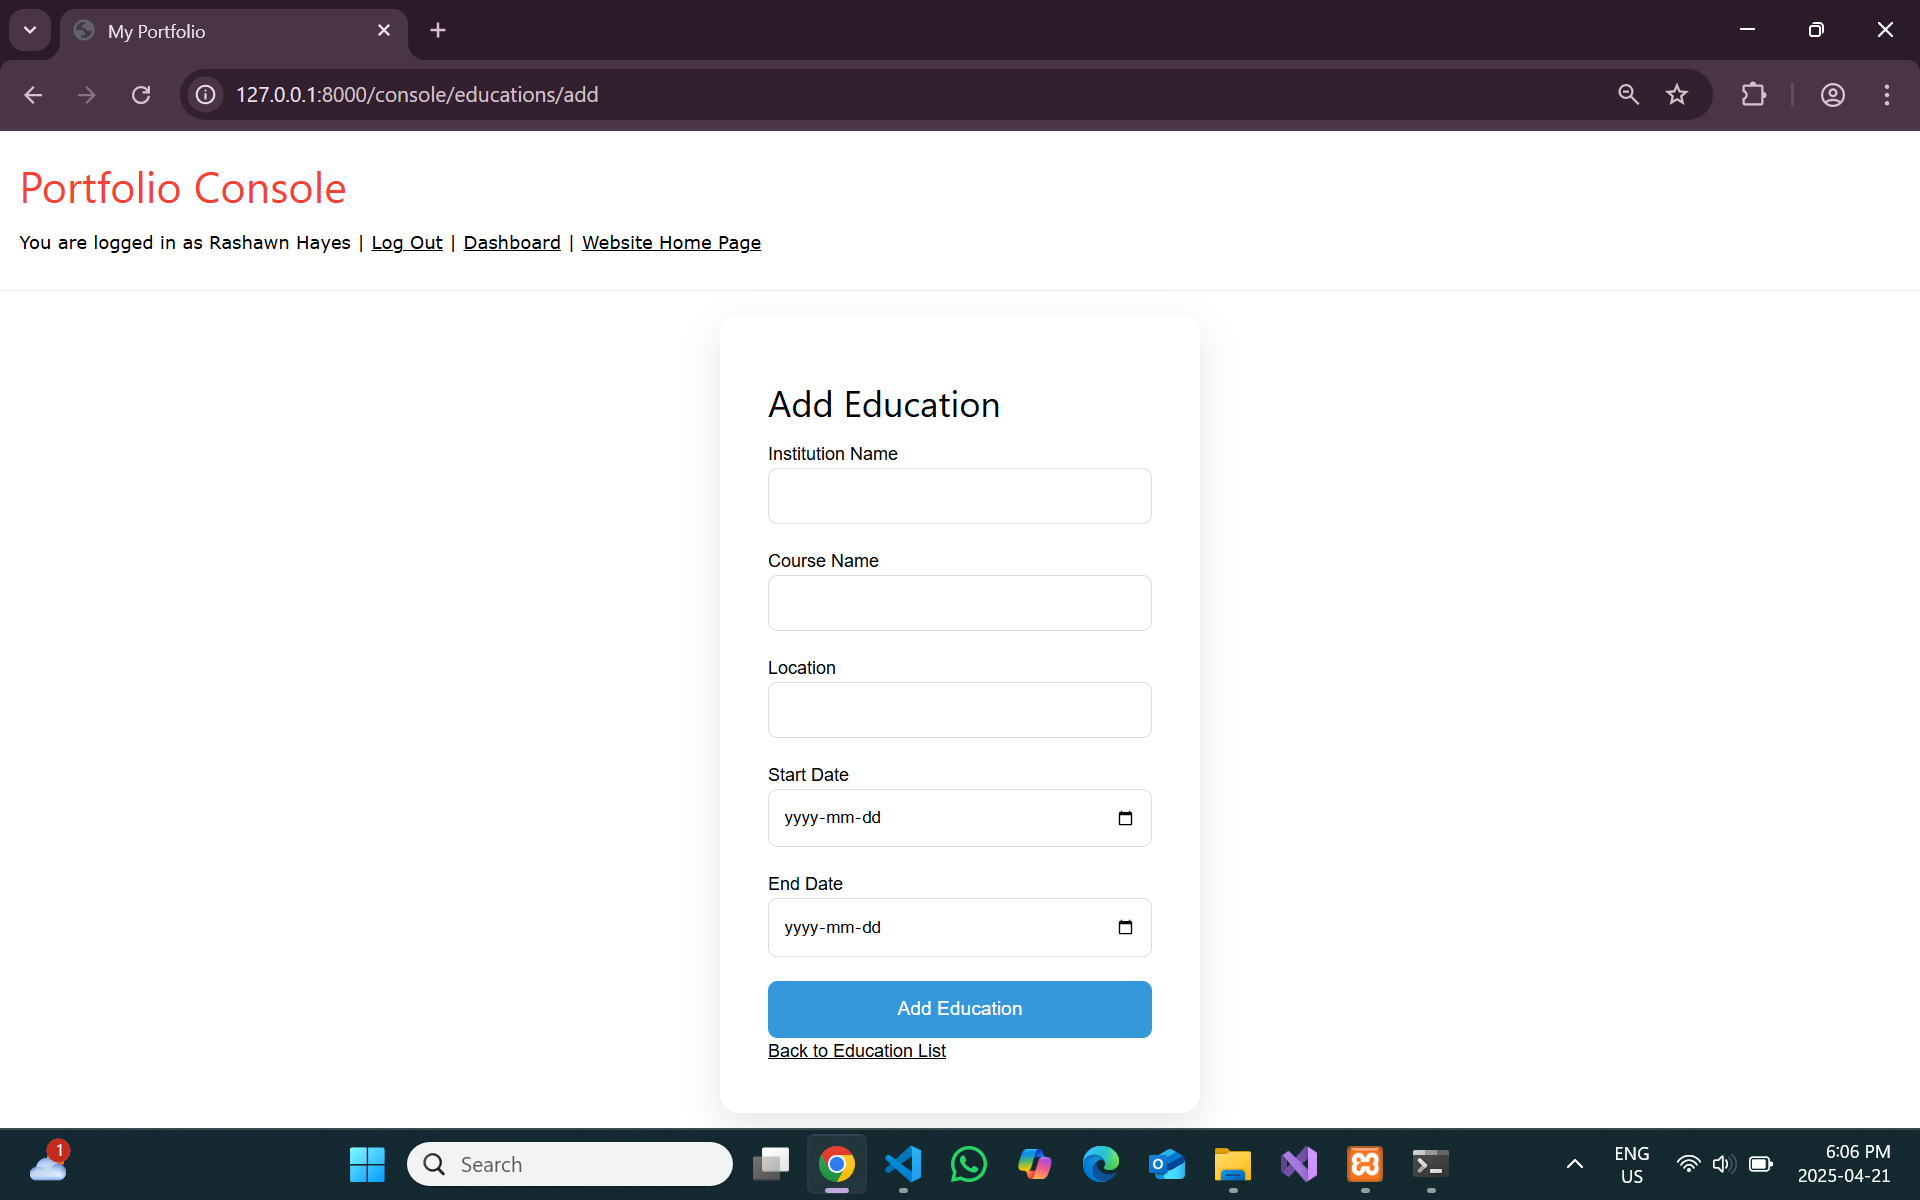 My Portfolio
127.0.0.1:8000/console/educations/add
Portfolio Console
You are logged in as Rashawn Hayes | Log Out | Dashboard | Website Home Page
Add Education
Institution Name
Course Name
Location
Start Date
yyyy-mm-dd
End Date
yyyy-mm-dd
Add Education
Back to Education List
1
Search
ENG
US
6:06 PM
2025-04-21